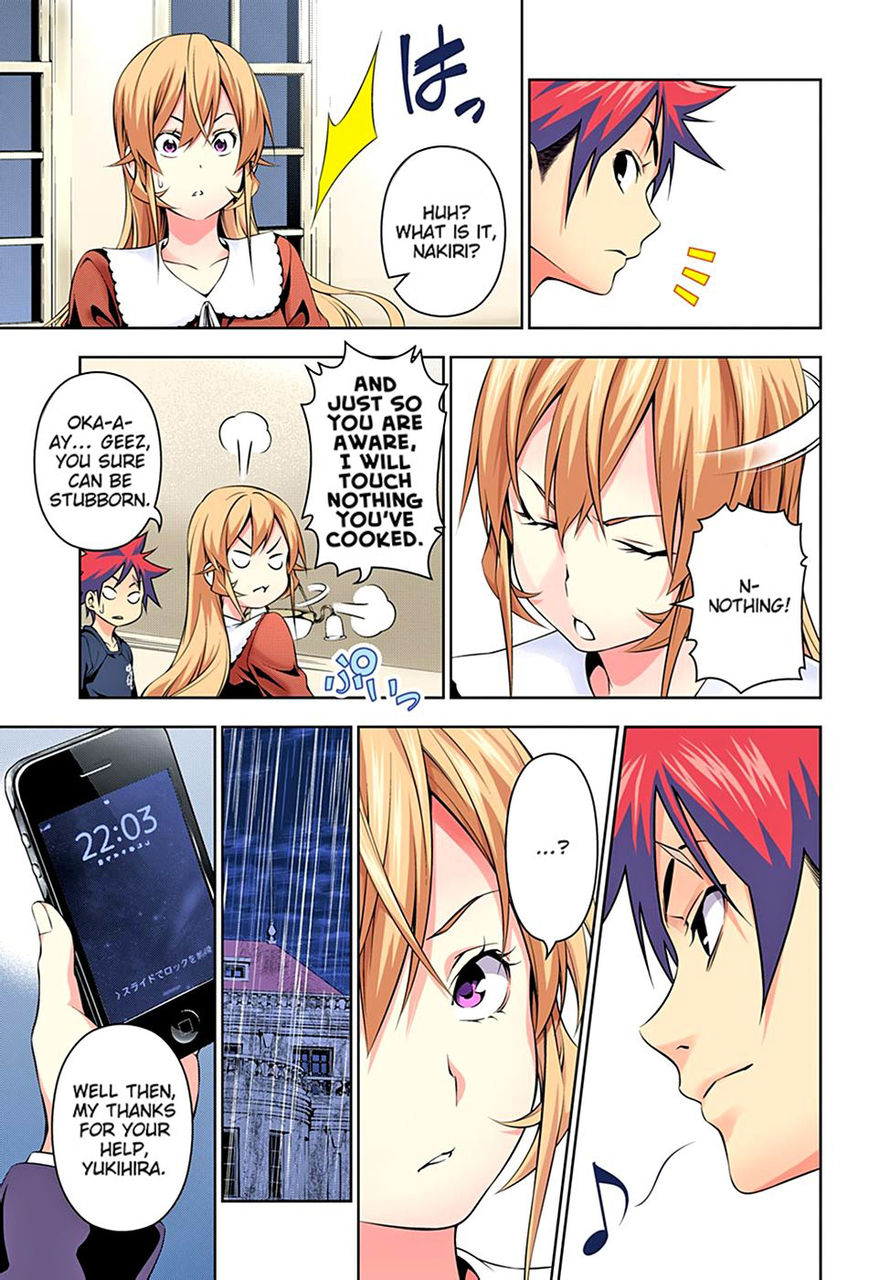 HUH?
WHAT IS IT,
NAKIRI?
はっ
N-
NOTHING!
AND
JUST SO
YOU ARE
AWARE,
I WILL
TOUCH
NOTHING
YOU'VE
COOKED.
ぷいっ
OKA-A-
AY... GEEZ,
YOU SURE
CAN BE
STUBBORN.
...?
22:03
>スライドでロックを
WELL THEN,
MY THANKS
FOR YOUR
HELP,
YUKIHIRA.